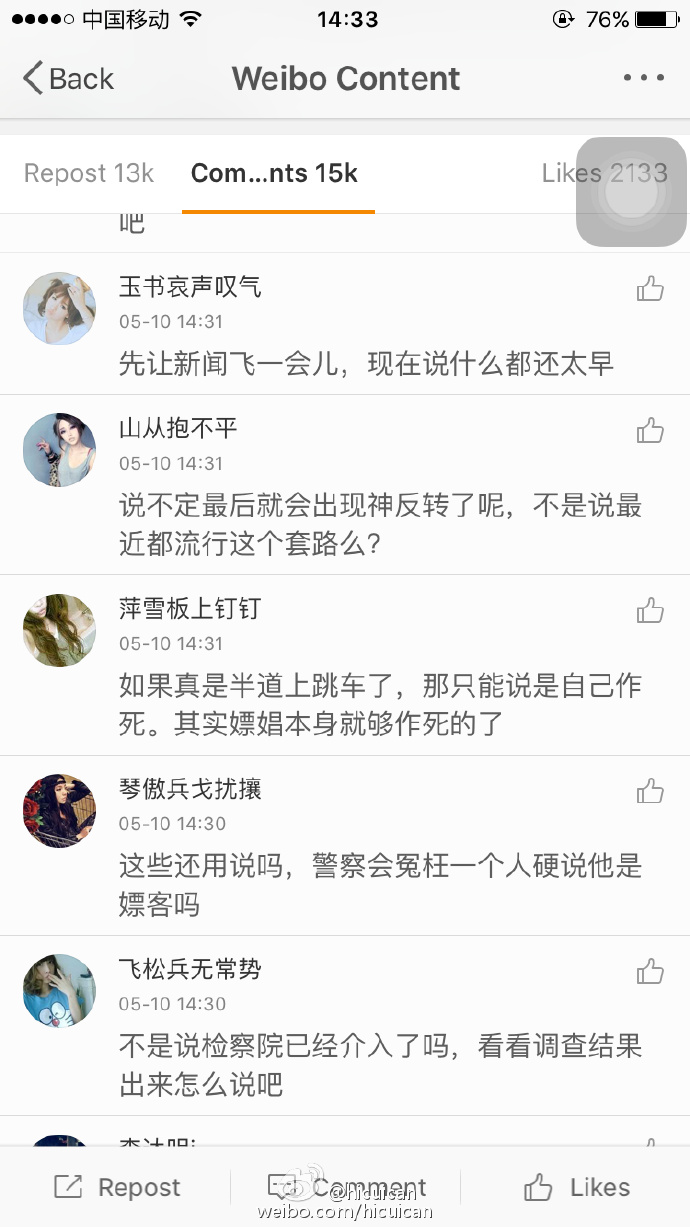 中国移动 14:33 76%
Back Weibo Content
Repost 13k Com...nts 15k Likes 2133
吧
玉书哀声叹气
05-10 14:31
先让新闻飞一会儿，现在说什么都还太早
山从抱不平
05-10 14:31
说不定最后就会出现神反转了呢，不是说最
近都流行这个套路么？
萍雪板上钉钉
05-10 14:31
如果真是半道上跳车了，那只能说是自己作
死。其实嫖娼本身就够作死的了
琴傲兵戈扰攘
05-10 14:30
这些还用说吗，警察会冤枉一个人硬说他是
嫖客吗
飞松兵无常势
05-10 14:30
不是说检察院已经介入了吗，看看调查结果
出来怎么说吧
Repost Comment Likes
@hicuican
weibo.com/hicuican